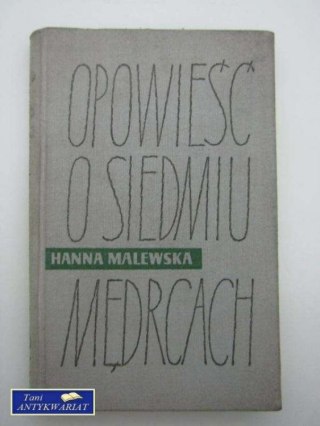 OPOWIEŚĆ
O SIEDMIU
HANNA MALEWSKA
MĘDRCACH
Tani
ANTYKWARIAT